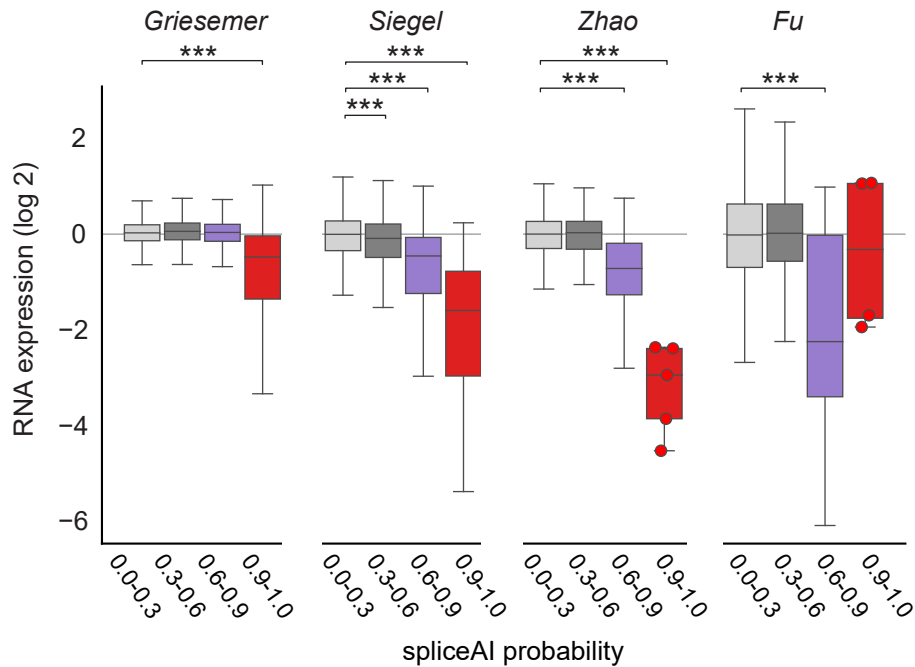 Griesemer Siegel Zhao Fu
*** *** *** ***
*** *** ***
***
RNA expression (log 2)
2
0
−2
−4
−6
0.0-0.3 0.3-0.6 0.6-0.9 0.9-1.0 0.0-0.3 0.3-0.6 0.6-0.9 0.9-1.0 0.0-0.3 0.3-0.6 0.6-0.9 0.9-1.0 0.0-0.3 0.3-0.6 0.6-0.9 0.9-1.0
spliceAI probability